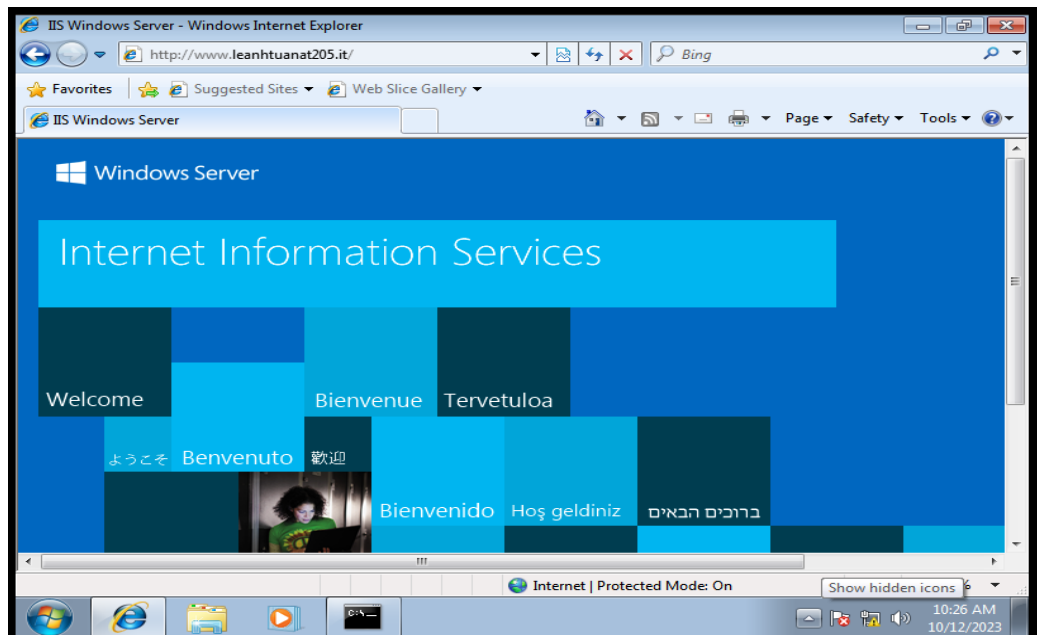 IIS Windows Server - Windows Internet Explorer
http://www.leanhtuanat205.it/
Bing
Favorites
Suggested Sites
Web Slice Gallery
IIS Windows Server
Page
Safety
Tools
Windows Server
Internet Information Services
Welcome
Bienvenue
Tervetuloa
ようこそ
Benvenuto
歡迎
Bienvenido
Hoş geldiniz
ברוכים הבאים
Internet | Protected Mode: On
Show hidden icons
%
C:\
10:26 AM
10/12/2023